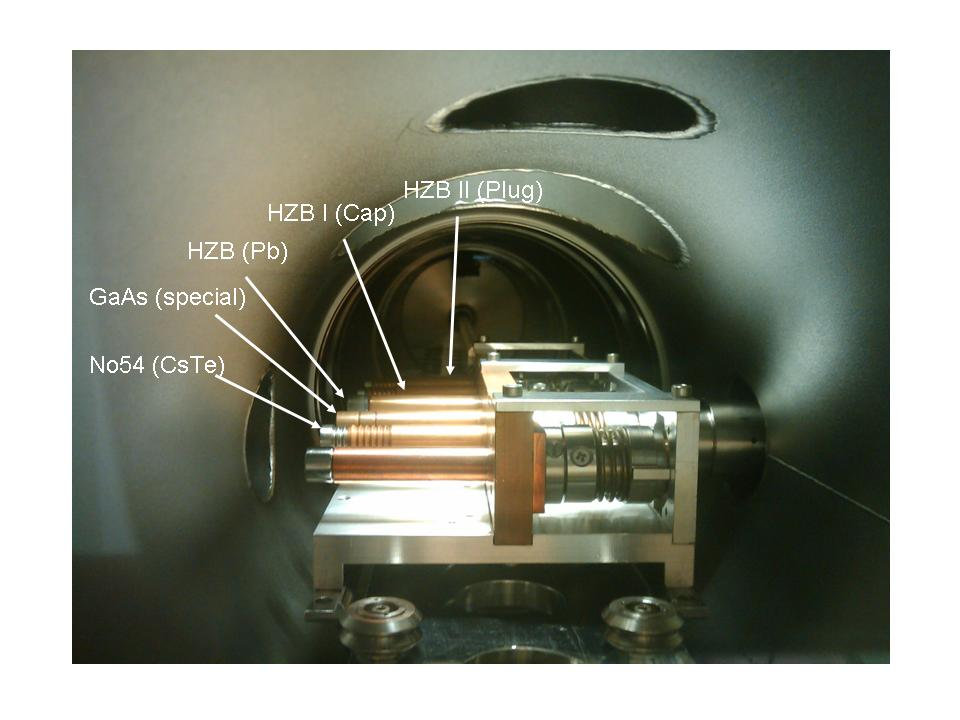 HZB II (Plug)
HZB I (Cap)
HZB (Pb)
GaAs (special)
No54 (CsTe)